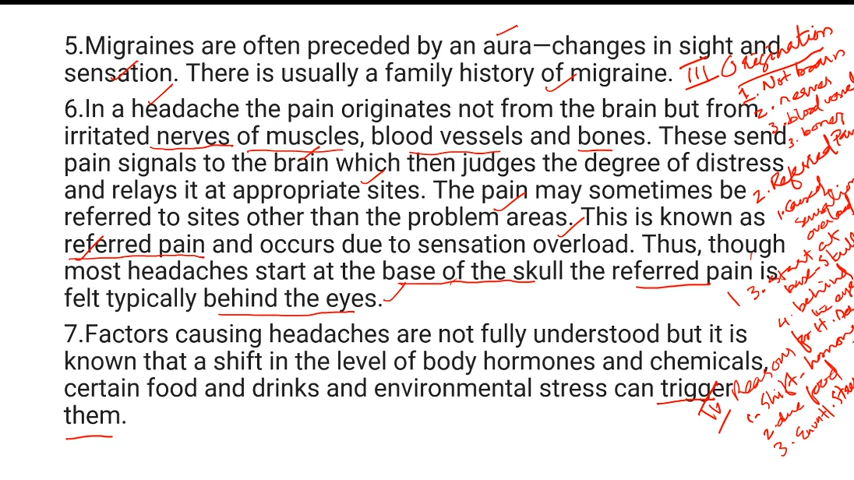 5.Migraines are often preceded by an aura—changes in sight and
sensation. There is usually a family history of migraine.
6.In a headache the pain originates not from the brain but from
irritated nerves of muscles, blood vessels and bones. These send
pain signals to the brain which then judges the degree of distress
and relays it at appropriate sites. The pain may sometimes be
referred to sites other than the problem areas. This is known as
referred pain and occurs due to sensation overload. Thus, though
most headaches start at the base of the skull the referred pain is
felt typically behind the eyes.
7.Factors causing headaches are not fully understood but it is
known that a shift in the level of body hormones and chemicals,
certain food and drinks and environmental stress can trigger
them.
III Origination
1. Not brain
2. nerves
3. blood vessel
3. bones
2. Referred Pain
1. caused
sensation
overload
3. start at
base-skull
4. behind
the eyes
IV Reasons for H.
shift - hormone
2. due food
3.